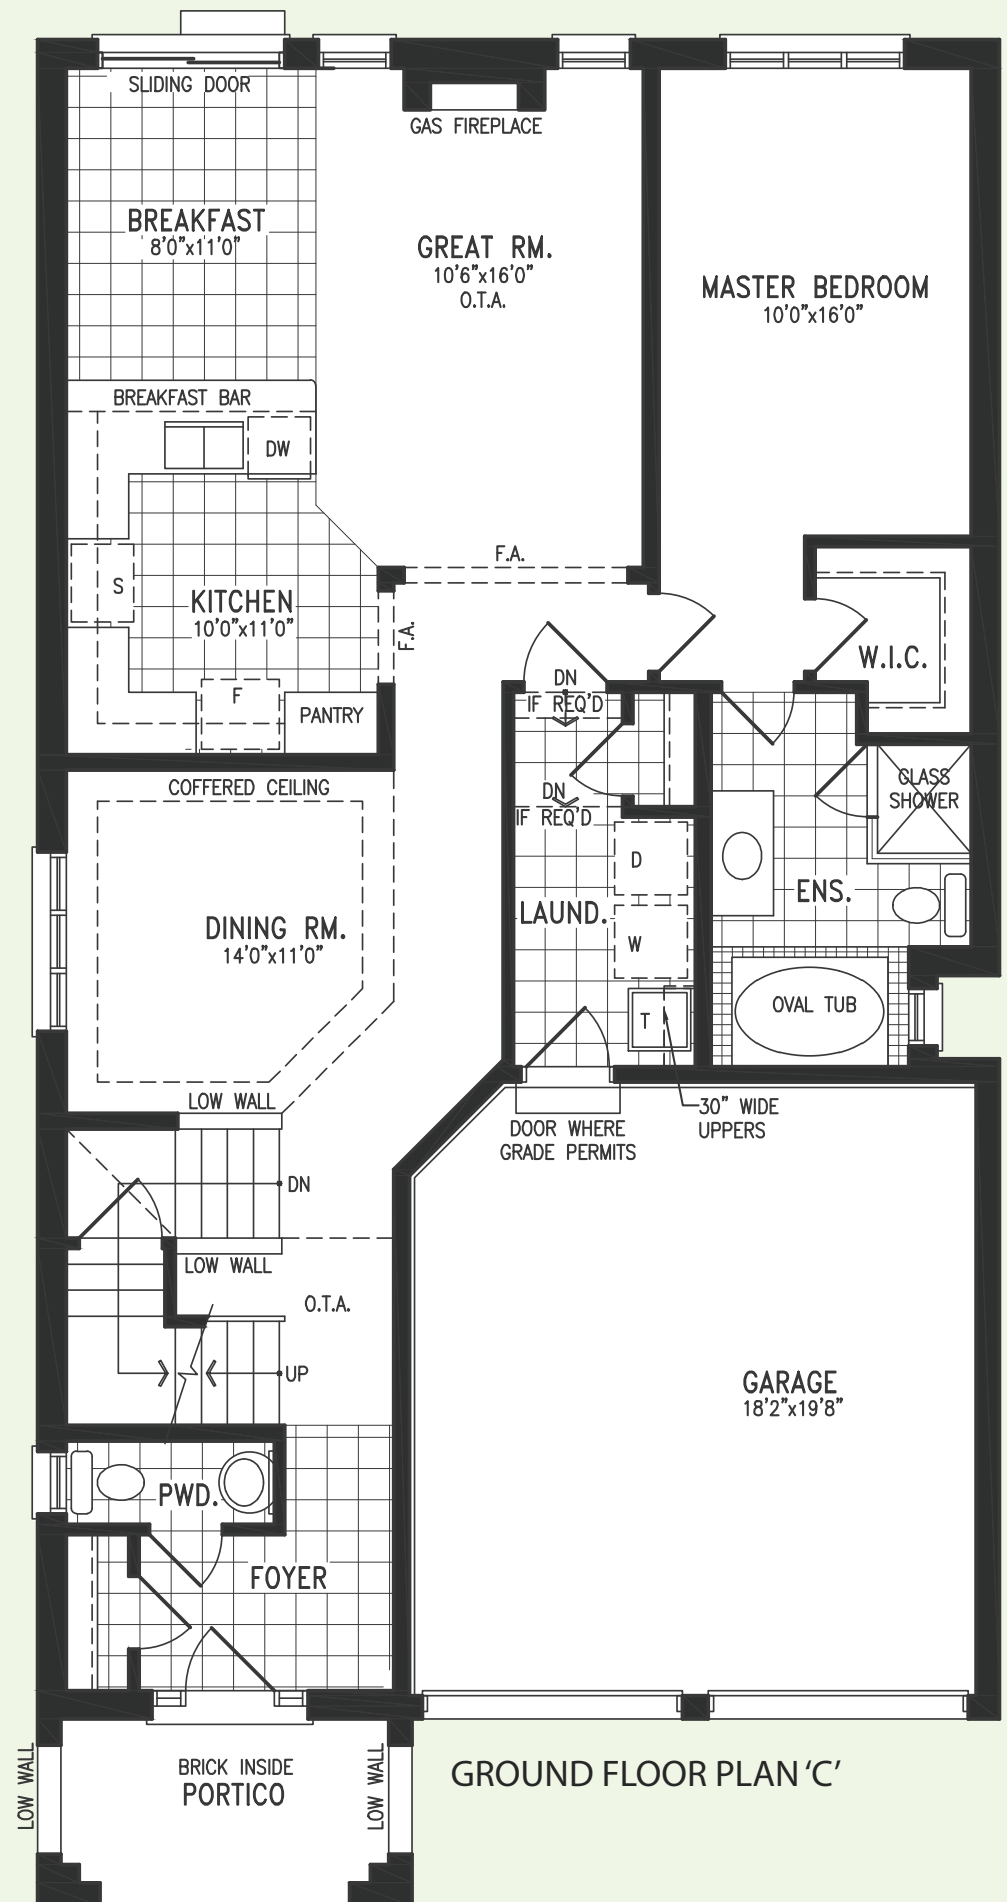 SLIDING DOOR
GAS FIREPLACE
BREAKFAST
8'0"x11'0"
GREAT RM.
10'6"x16'0"
O.T.A.
MASTER BEDROOM
10'0"x16'0"
BREAKFAST BAR
DW
F.A.
S
KITCHEN
10'0"x11'0"
F.A.
W.I.C.
F
PANTRY
DN
IF REQ'D
COFFERED CEILING
DN
IF REQ'D
GLASS
SHOWER
D
ENS.
DINING RM.
14'0"x11'0"
LAUND.
W
T
OVAL TUB
LOW WALL
30" WIDE
UPPERS
DOOR WHERE
GRADE PERMITS
DN
LOW WALL
O.T.A.
UP
GARAGE
18'2"x19'8"
PWD.
FOYER
BRICK INSIDE
PORTICO
LOW WALL
LOW WALL
GROUND FLOOR PLAN 'C'